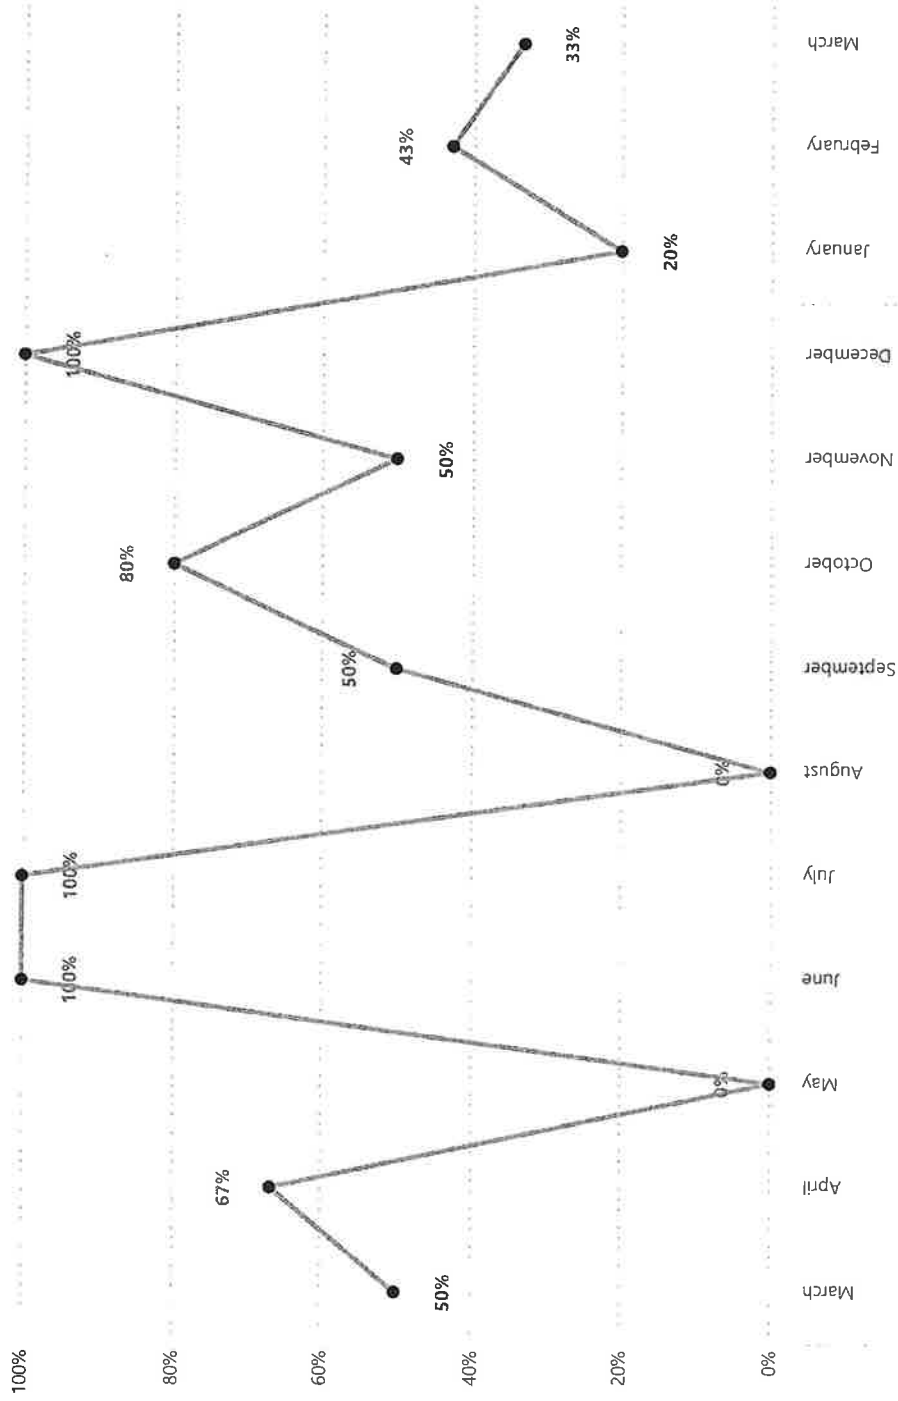 100%
80%
60%
40%
20%
0%
50%
67%
0%
100%
100%
0%
50%
80%
50%
100%
20%
43%
33%
March
April
May
June
July
August
September
October
November
December
January
February
March